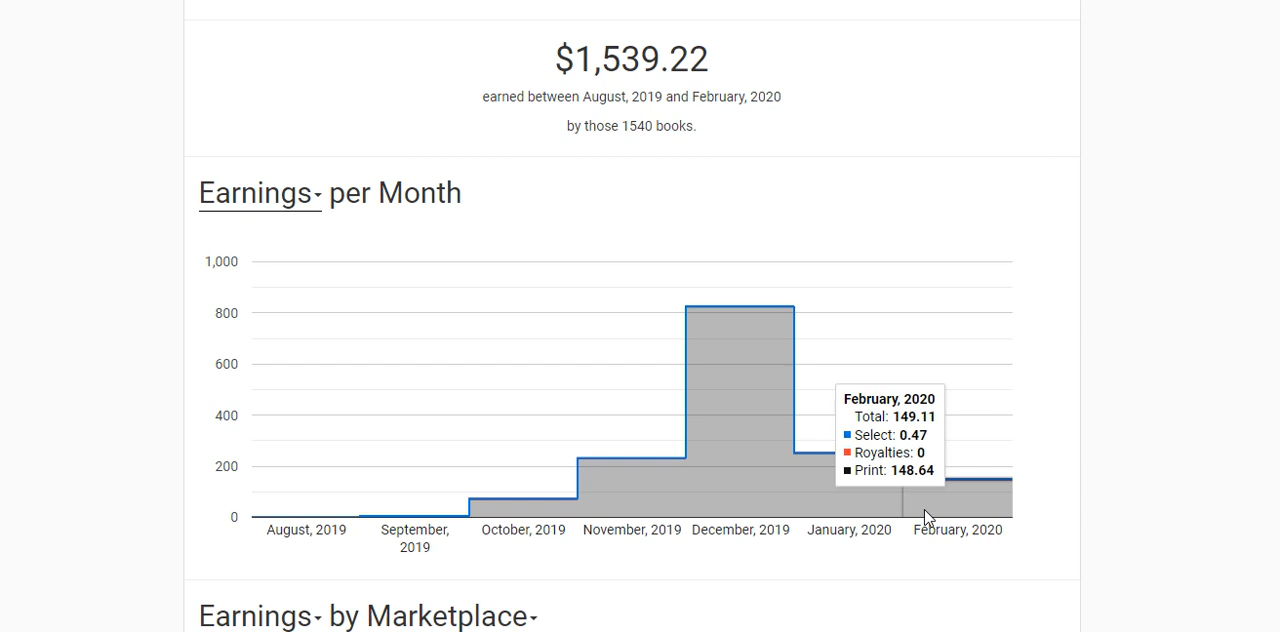 $1,539.22
earned between August, 2019 and February, 2020
by those 1540 books.
Earnings per Month
1,000
800
600
400
200
0
February, 2020
Total: 149.11
Select: 0.47
Royalties: 0
Print: 148.64
August, 2019
September,
2019
October, 2019
November, 2019
December, 2019
January, 2020
February, 2020
Earnings by Marketplace